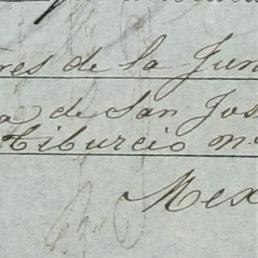 res de la Jun
a de San Jos
Tiburcio n.
Mex